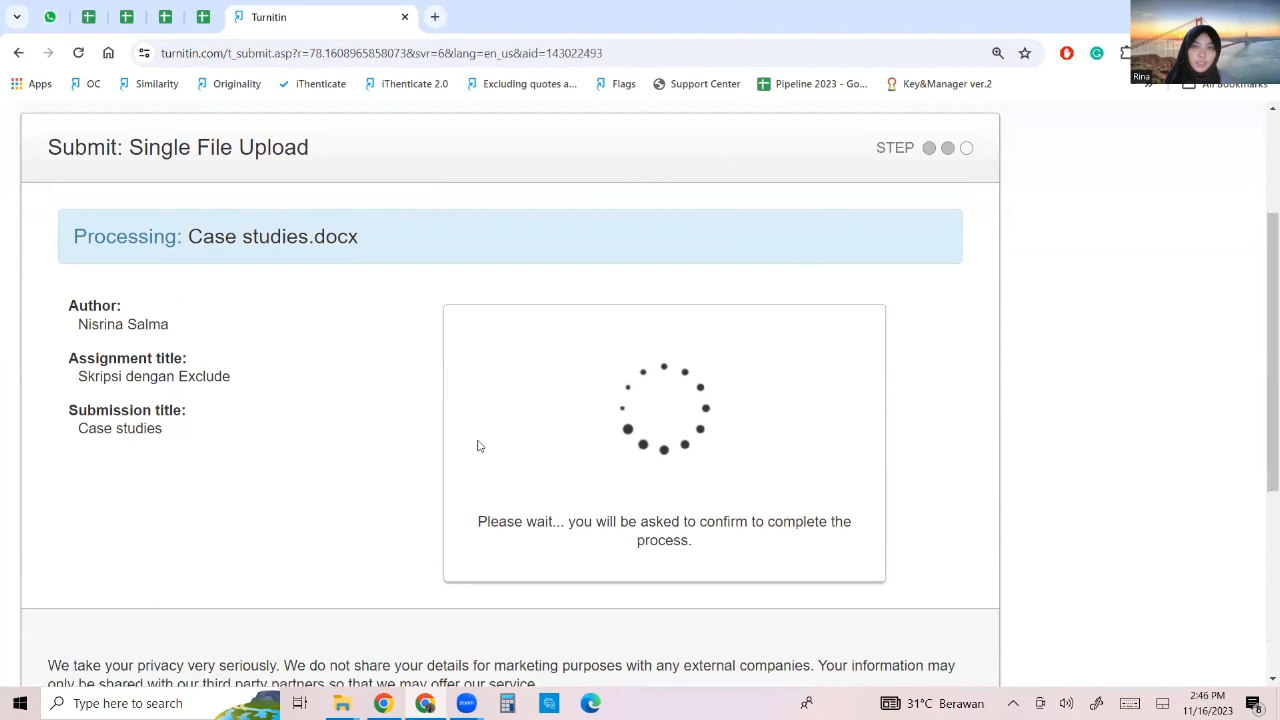 Turnitin
turnitin.com/t_submit.asp?r=78.1608965858073&svr=6&lang=en_us&aid=143022493
Rina
Apps
OC
Similarity
Originality
iThenticate
iThenticate 2.0
Excluding quotes a...
Flags
Support Center
Pipeline 2023 - Go...
Key&Manager ver.2
All Bookmarks
Submit: Single File Upload
STEP
Processing: Case studies.docx
Author:
Nisrina Salma
Assignment title:
Skripsi dengan Exclude
Submission title:
Case studies
Please wait... you will be asked to confirm to complete the
process.
We take your privacy very seriously. We do not share your details for marketing purposes with any external companies. Your information may
only be shared with our third party partners so that we may offer our service.
Type here to search
zoom
31°C Berawan
2:46 PM
11/16/2023
8